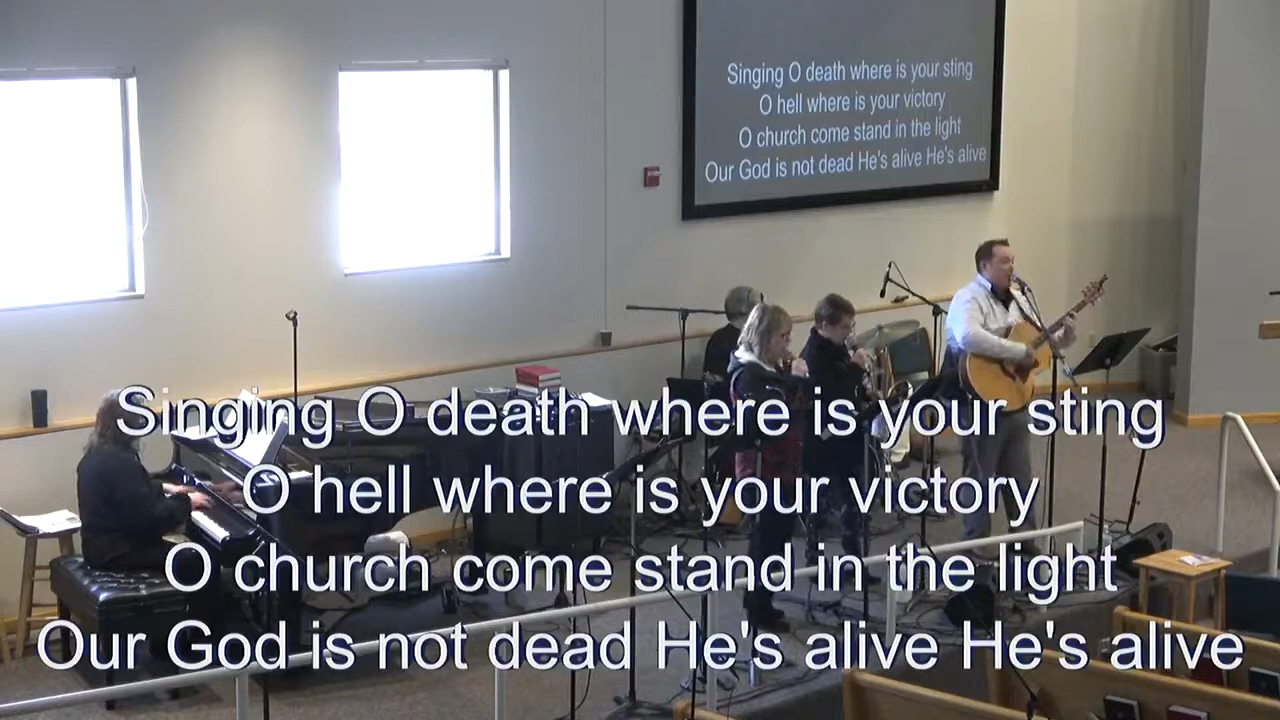 Singing O death where is your sting
O hell where is your victory
O church come stand in the light
Our God is not dead He's alive He's alive
Singing O death where is your sting
O hell where is your victory
O church come stand in the light
Our God is not dead He's alive He's alive